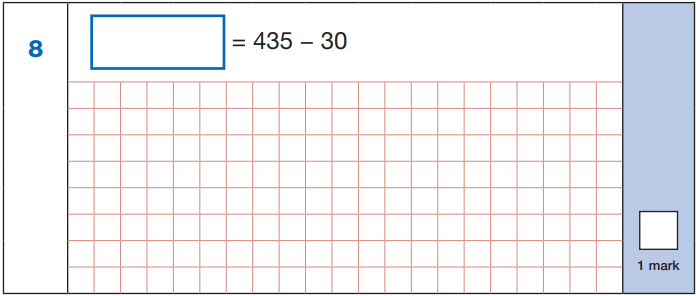 8
= 435 – 30
1 mark